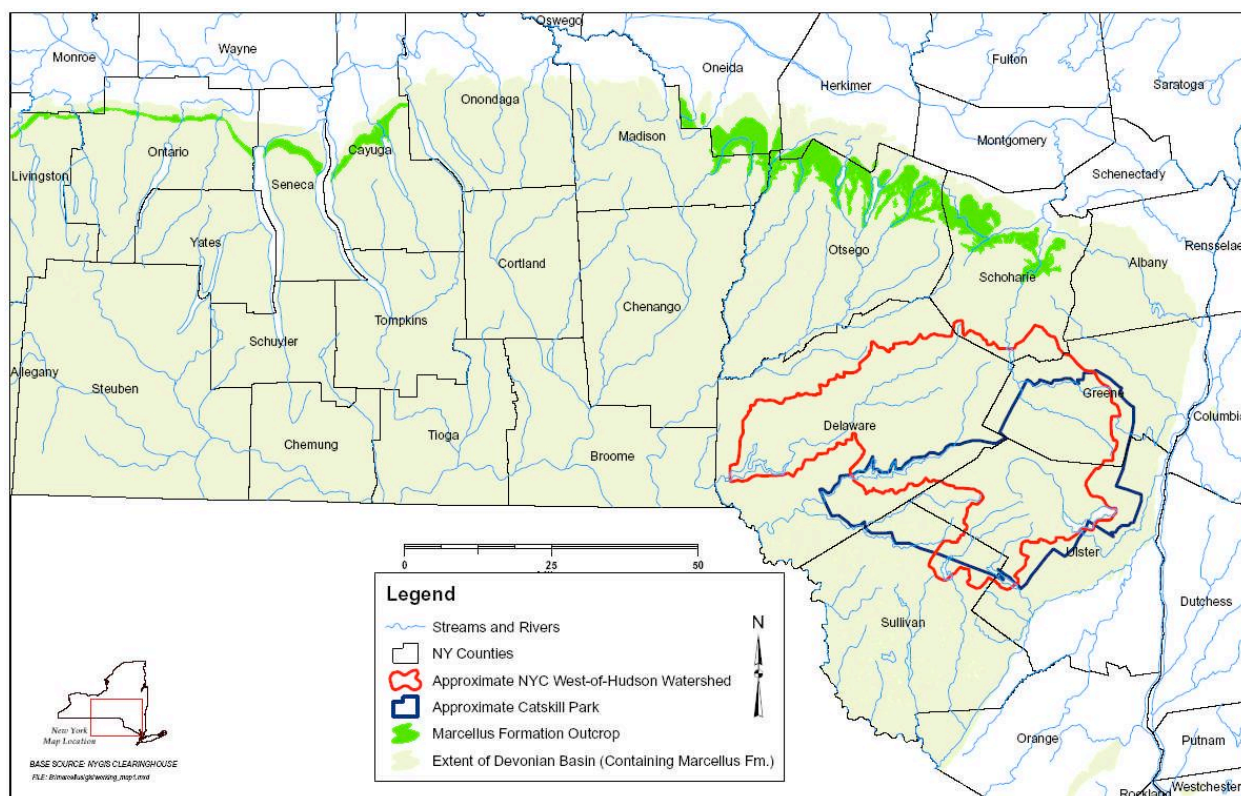 Oswego
Wayne
Monroe
Oneida
Fulton
Herkimer
Saratoga
Onondaga
Madison
Montgomery
Ontario
Cayuga
Livingston
Seneca
Schenectady
Rensselae
Yates
Otsego
Albany
Cortland
Schoharie
Chenango
Tompkins
Schuyler
Allegany
Steuben
Greene
Columbia
Delaware
Chemung
Tioga
Broome
Ulster
0 25 50
Dutchess
Sullivan
Legend
N
Streams and Rivers
NY Counties
Approximate NYC West-of-Hudson Watershed
Approximate Catskill Park
Marcellus Formation Outcrop
Extent of Devonian Basin (Containing Marcellus Fm.)
New York
Map Location
BASE SOURCE: NYGIS CLEARINGHOUSE
Orange
Putnam
Rockland
Westchester